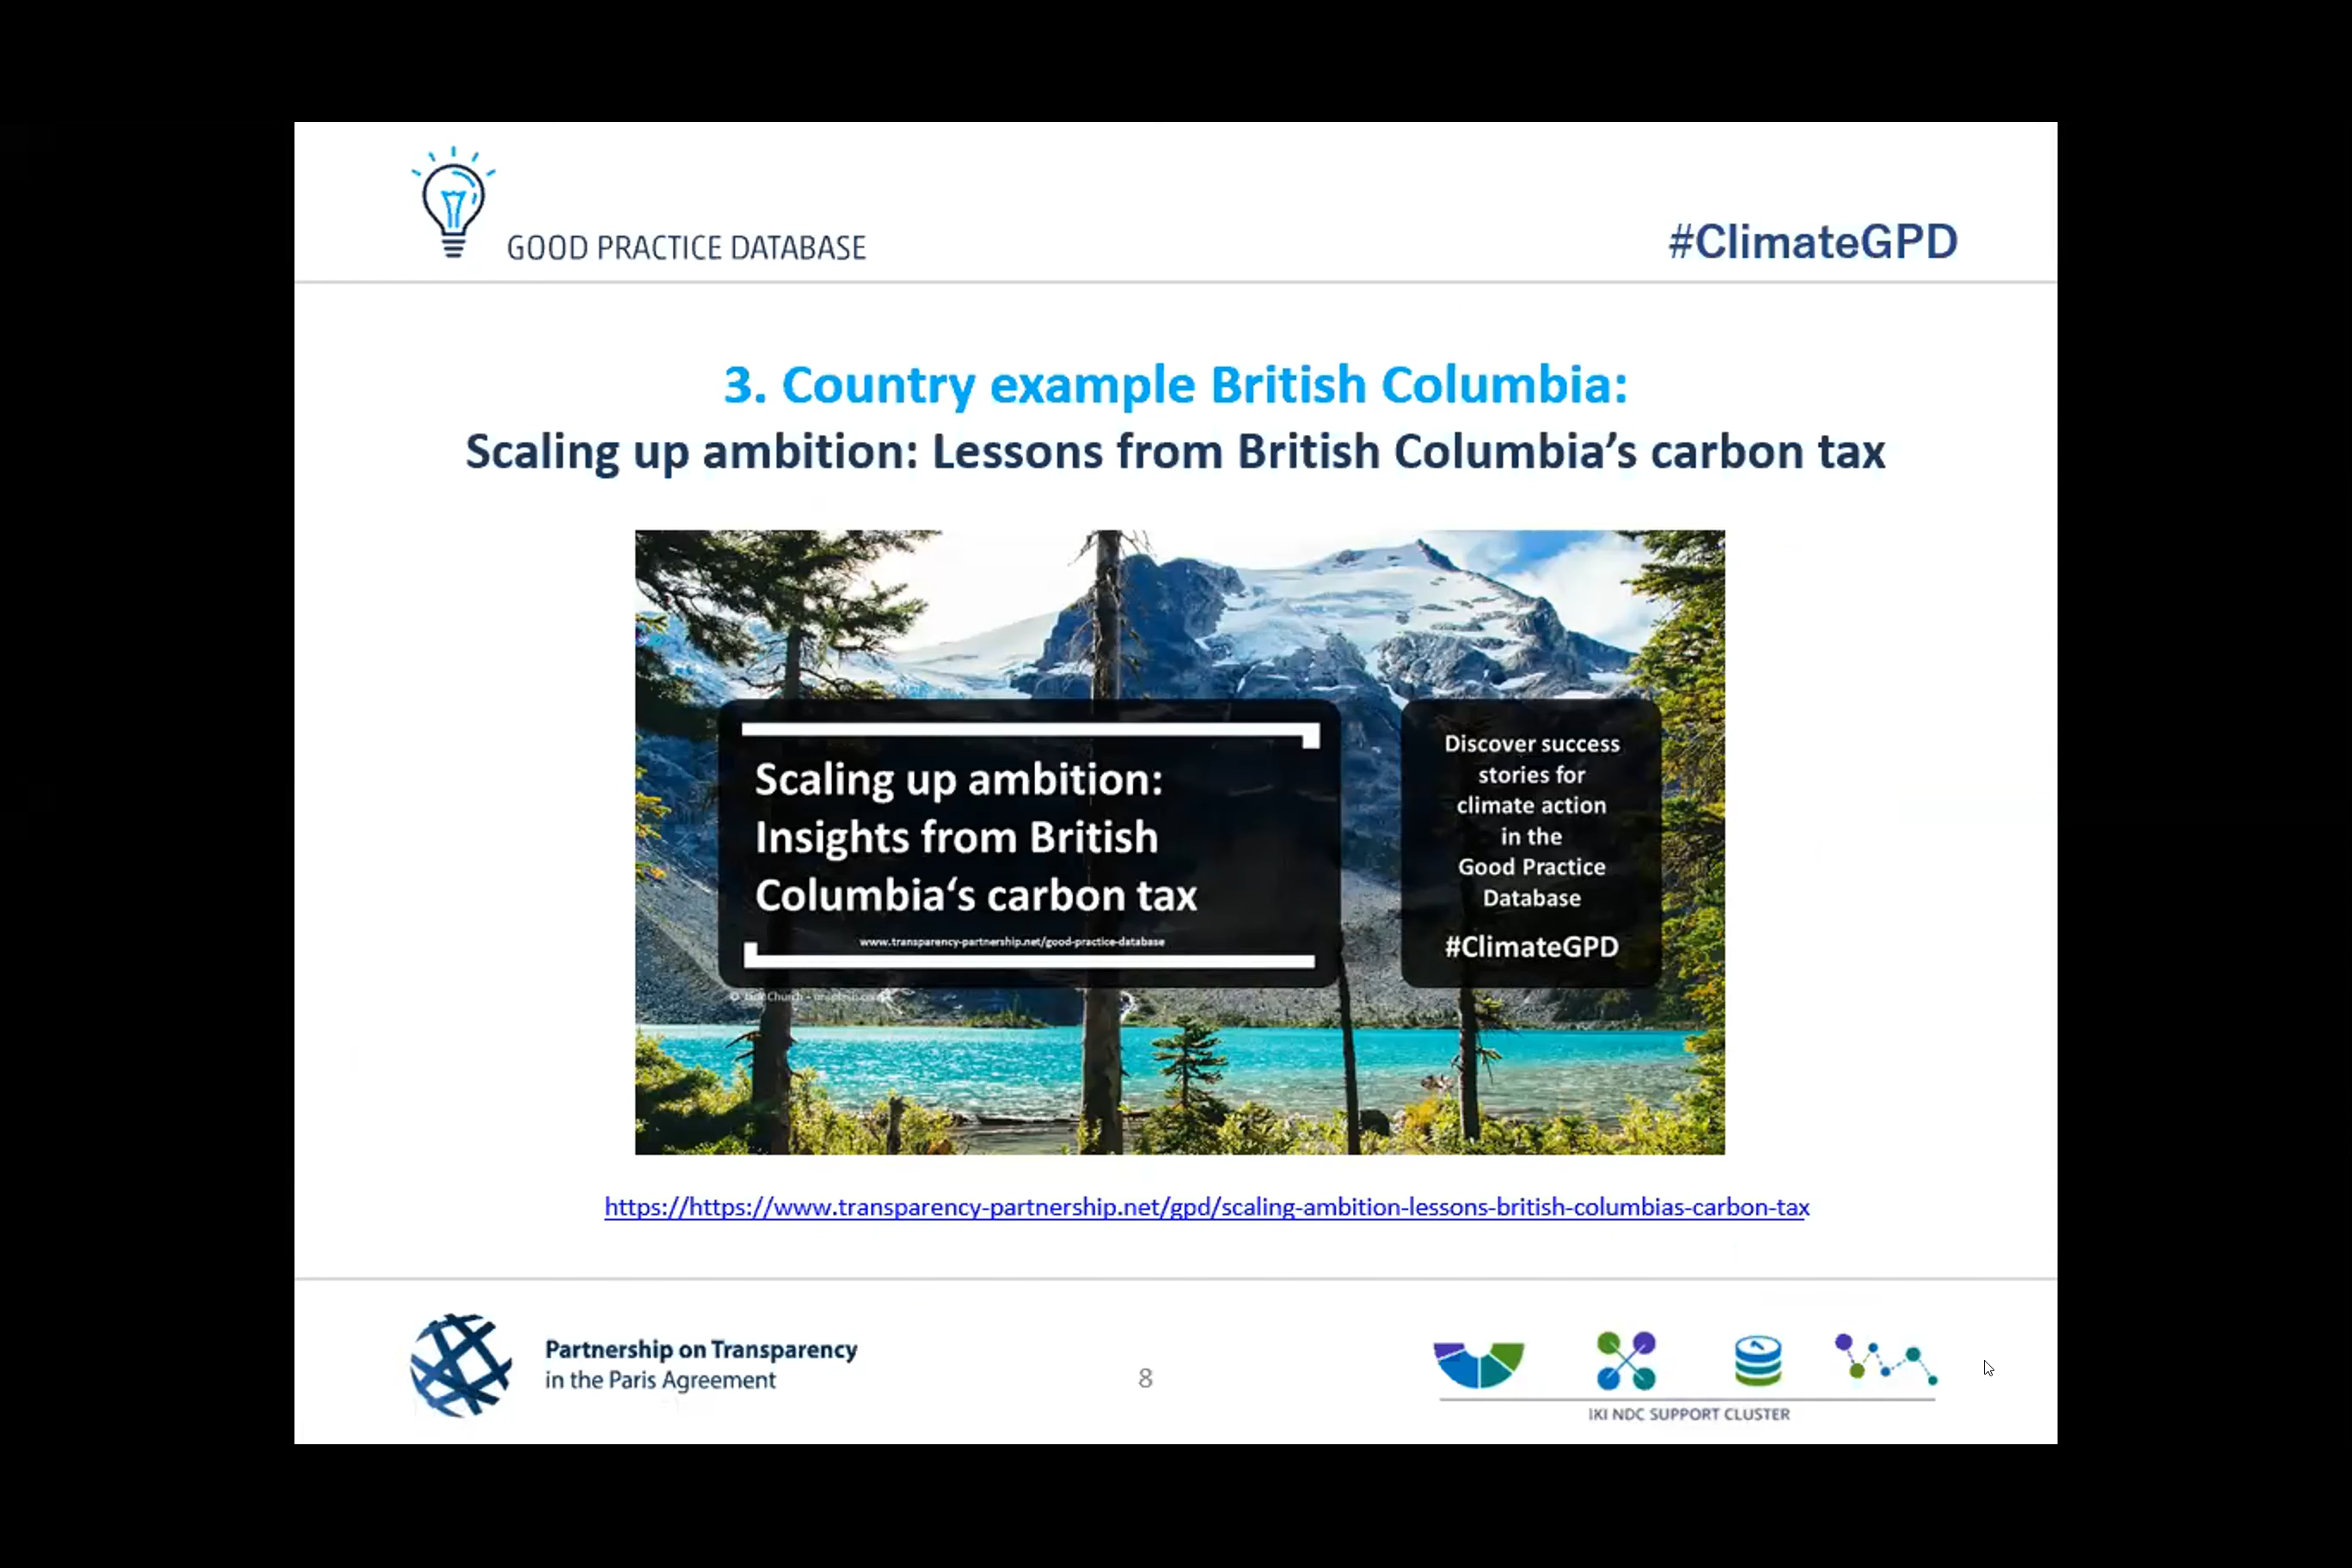 GOOD PRACTICE DATABASE
#ClimateGPD
3. Country example British Columbia:
Scaling up ambition: Lessons from British Columbia’s carbon tax
Scaling up ambition:
Insights from British
Columbia‘s carbon tax
www.transparency-partnership.net/good-practice-database
Discover success
stories for
climate action
in the
Good Practice
Database
#ClimateGPD
Church - unsplash.com
https://https://www.transparency-partnership.net/gpd/scaling-ambition-lessons-british-columbias-carbon-tax
Partnership on Transparency
in the Paris Agreement
8
IKI NDC SUPPORT CLUSTER